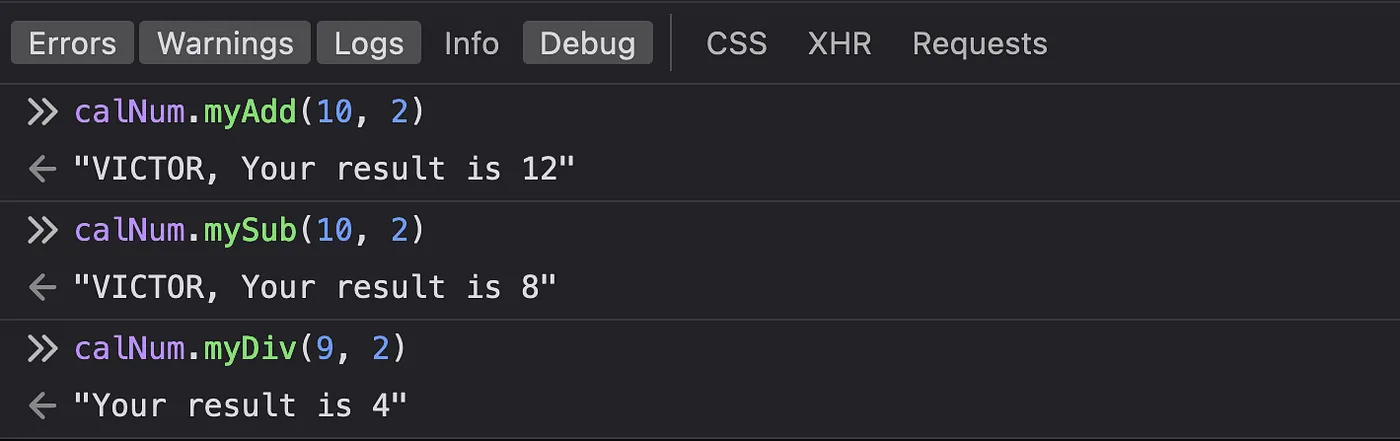 Errors Warnings Logs Info Debug CSS XHR Requests
>> calNum.myAdd(10, 2)
← "VICTOR, Your result is 12"
>> calNum.mySub(10, 2)
← "VICTOR, Your result is 8"
>> calNum.myDiv(9, 2)
← "Your result is 4"